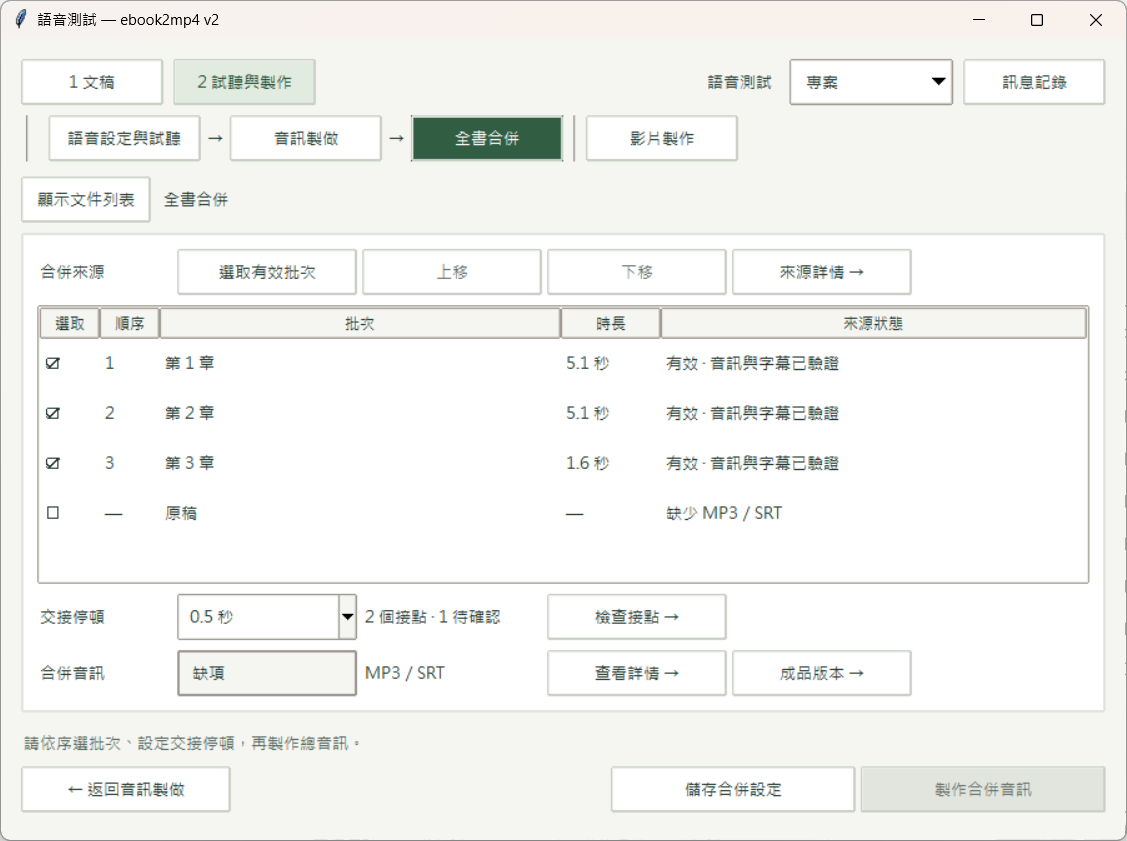 語音測試 — ebook2mp4 v2
1 文稿 2 試聽與製作 語音測試 專案 訊息記錄
語音設定與試聽 → 音訊製做 → 全書合併 影片製作
顯示文件列表 全書合併
合併來源 選取有效批次 上移 下移 來源詳情 →
選取 順序 批次 時長 來源狀態
1 第 1 章 5.1 秒 有效 · 音訊與字幕已驗證
2 第 2 章 5.1 秒 有效 · 音訊與字幕已驗證
3 第 3 章 1.6 秒 有效 · 音訊與字幕已驗證
— 原稿 — 缺少 MP3 / SRT
交接停頓 0.5 秒 2 個接點 · 1 待確認 檢查接點 →
合併音訊 缺項 MP3 / SRT 查看詳情 → 成品版本 →
請依序選批次、設定交接停頓，再製作總音訊。
← 返回音訊製做 儲存合併設定 製作合併音訊